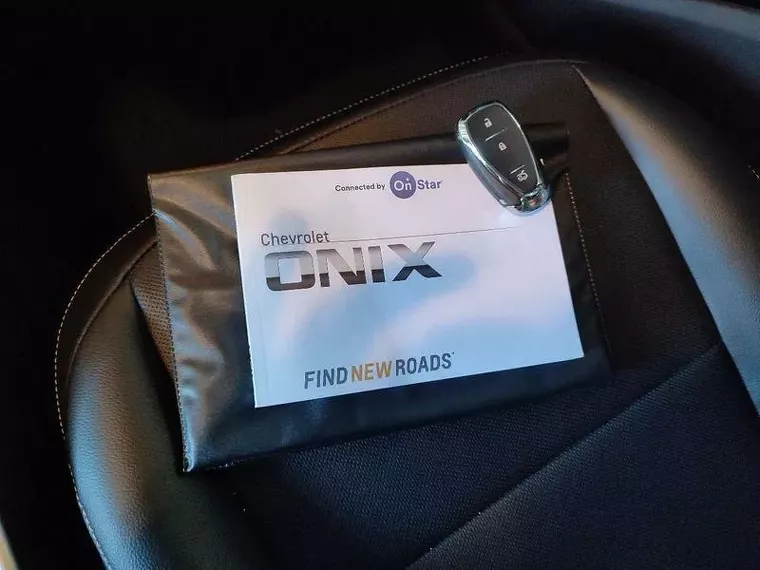 Connected by OnStar
Chevrolet
ONIX
FIND NEW ROADS